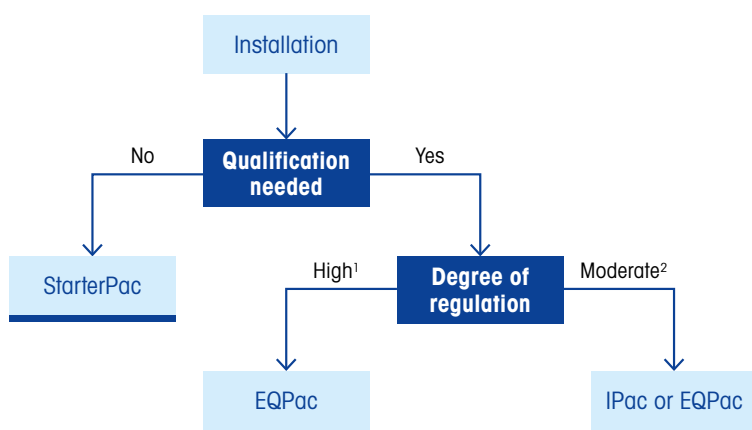 Installation
No
Qualification
needed
Yes
StarterPac
High¹
Degree of
regulation
Moderate²
EQPac
IPac or EQPac